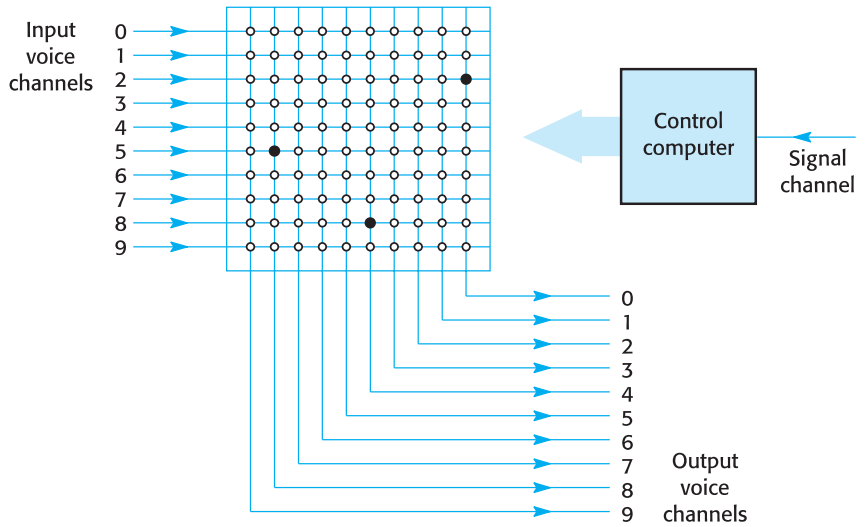 Input
voice
channels
0
1
2
3
4
5
6
7
8
9
Control
computer
Signal
channel
0
1
2
3
4
5
6
7
8
9
Output
voice
channels